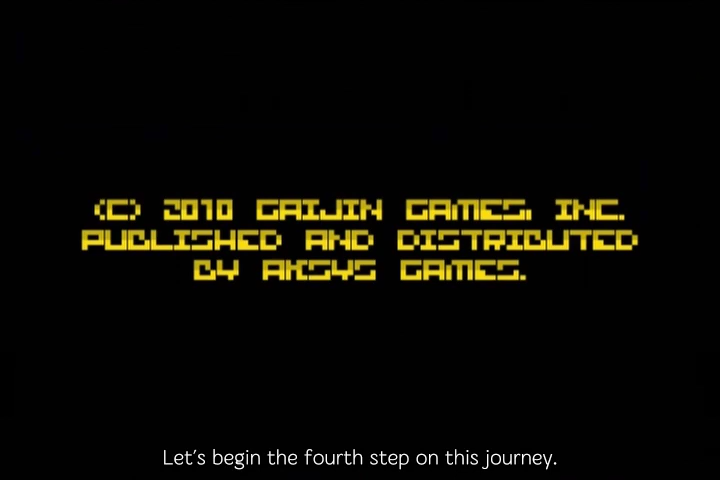 (C) 2010 GAIJIN GAMES, INC.
PUBLISHED AND DISTRIBUTED
BY AKSYS GAMES.
Let's begin the fourth step on this journey.